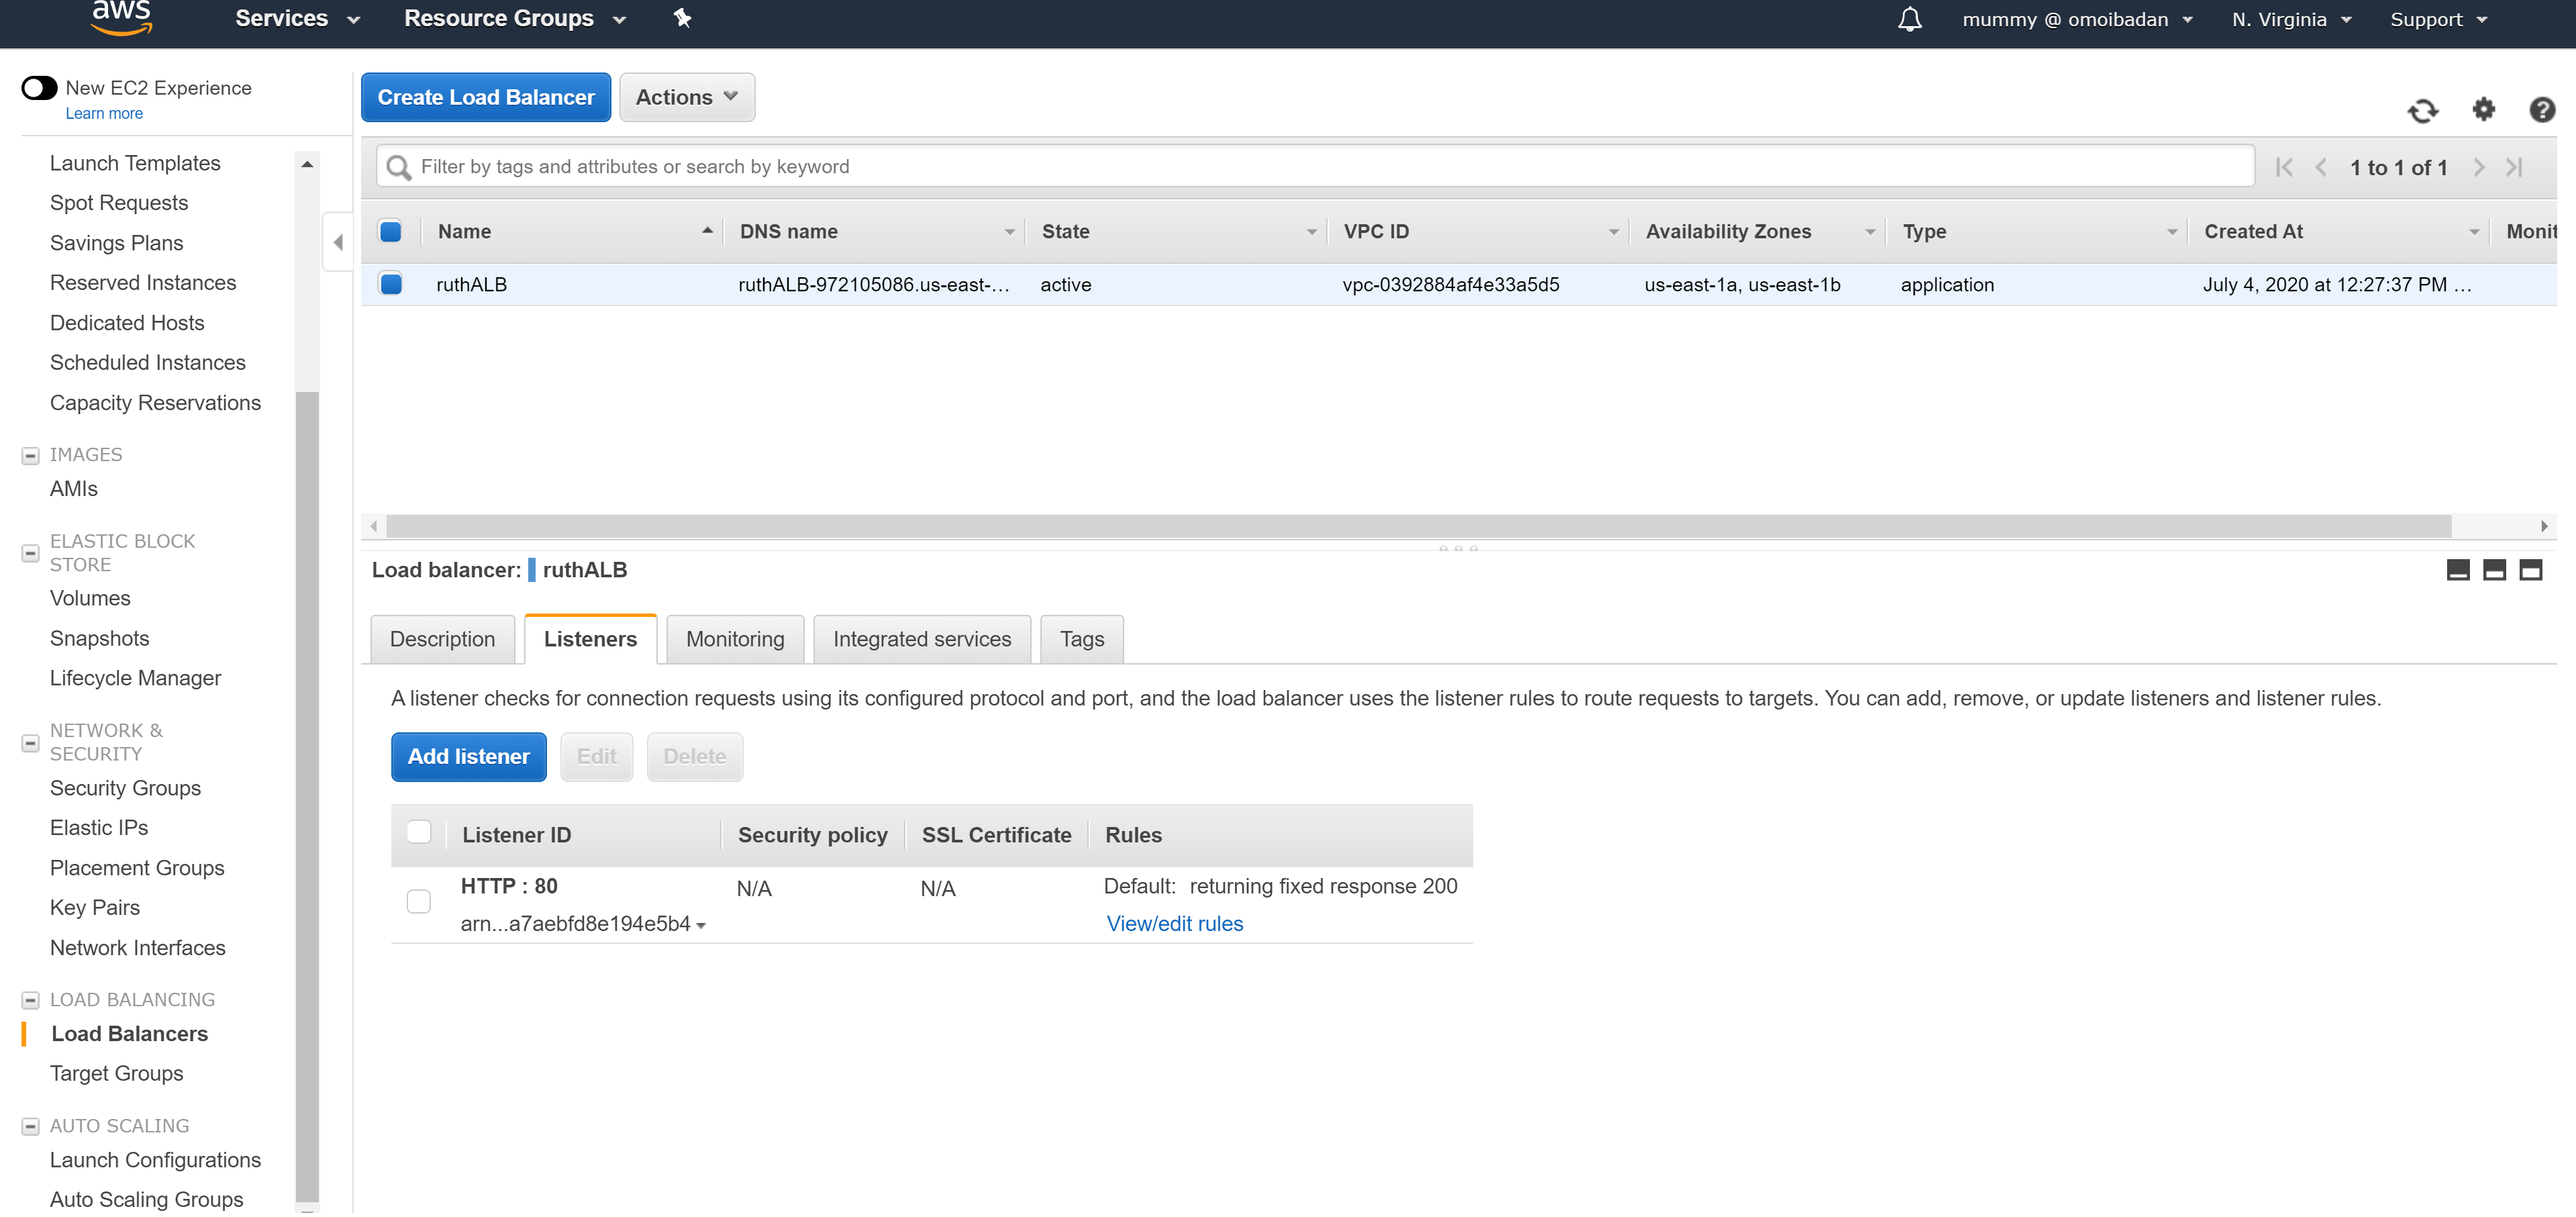 aws
Services
Resource Groups
mummy @ omoibadan
N. Virginia
Support
New EC2 Experience
Learn more
Launch Templates
Spot Requests
Savings Plans
Reserved Instances
Dedicated Hosts
Scheduled Instances
Capacity Reservations
IMAGES
AMIs
ELASTIC BLOCK
STORE
Volumes
Snapshots
Lifecycle Manager
NETWORK &
SECURITY
Security Groups
Elastic IPs
Placement Groups
Key Pairs
Network Interfaces
LOAD BALANCING
Load Balancers
Target Groups
AUTO SCALING
Launch Configurations
Auto Scaling Groups
Create Load Balancer
Actions
Filter by tags and attributes or search by keyword
1 to 1 of 1
Name DNS name State VPC ID Availability Zones Type Created At Monit
ruthALB ruthALB-972105086.us-east-... active vpc-0392884af4e33a5d5 us-east-1a, us-east-1b application July 4, 2020 at 12:27:37 PM ...
Load balancer: ruthALB
Description Listeners Monitoring Integrated services Tags
A listener checks for connection requests using its configured protocol and port, and the load balancer uses the listener rules to route requests to targets. You can add, remove, or update listeners and listener rules.
Add listener Edit Delete
Listener ID Security policy SSL Certificate Rules
HTTP : 80 N/A N/A Default: returning fixed response 200
arn...a7aebfd8e194e5b4 View/edit rules